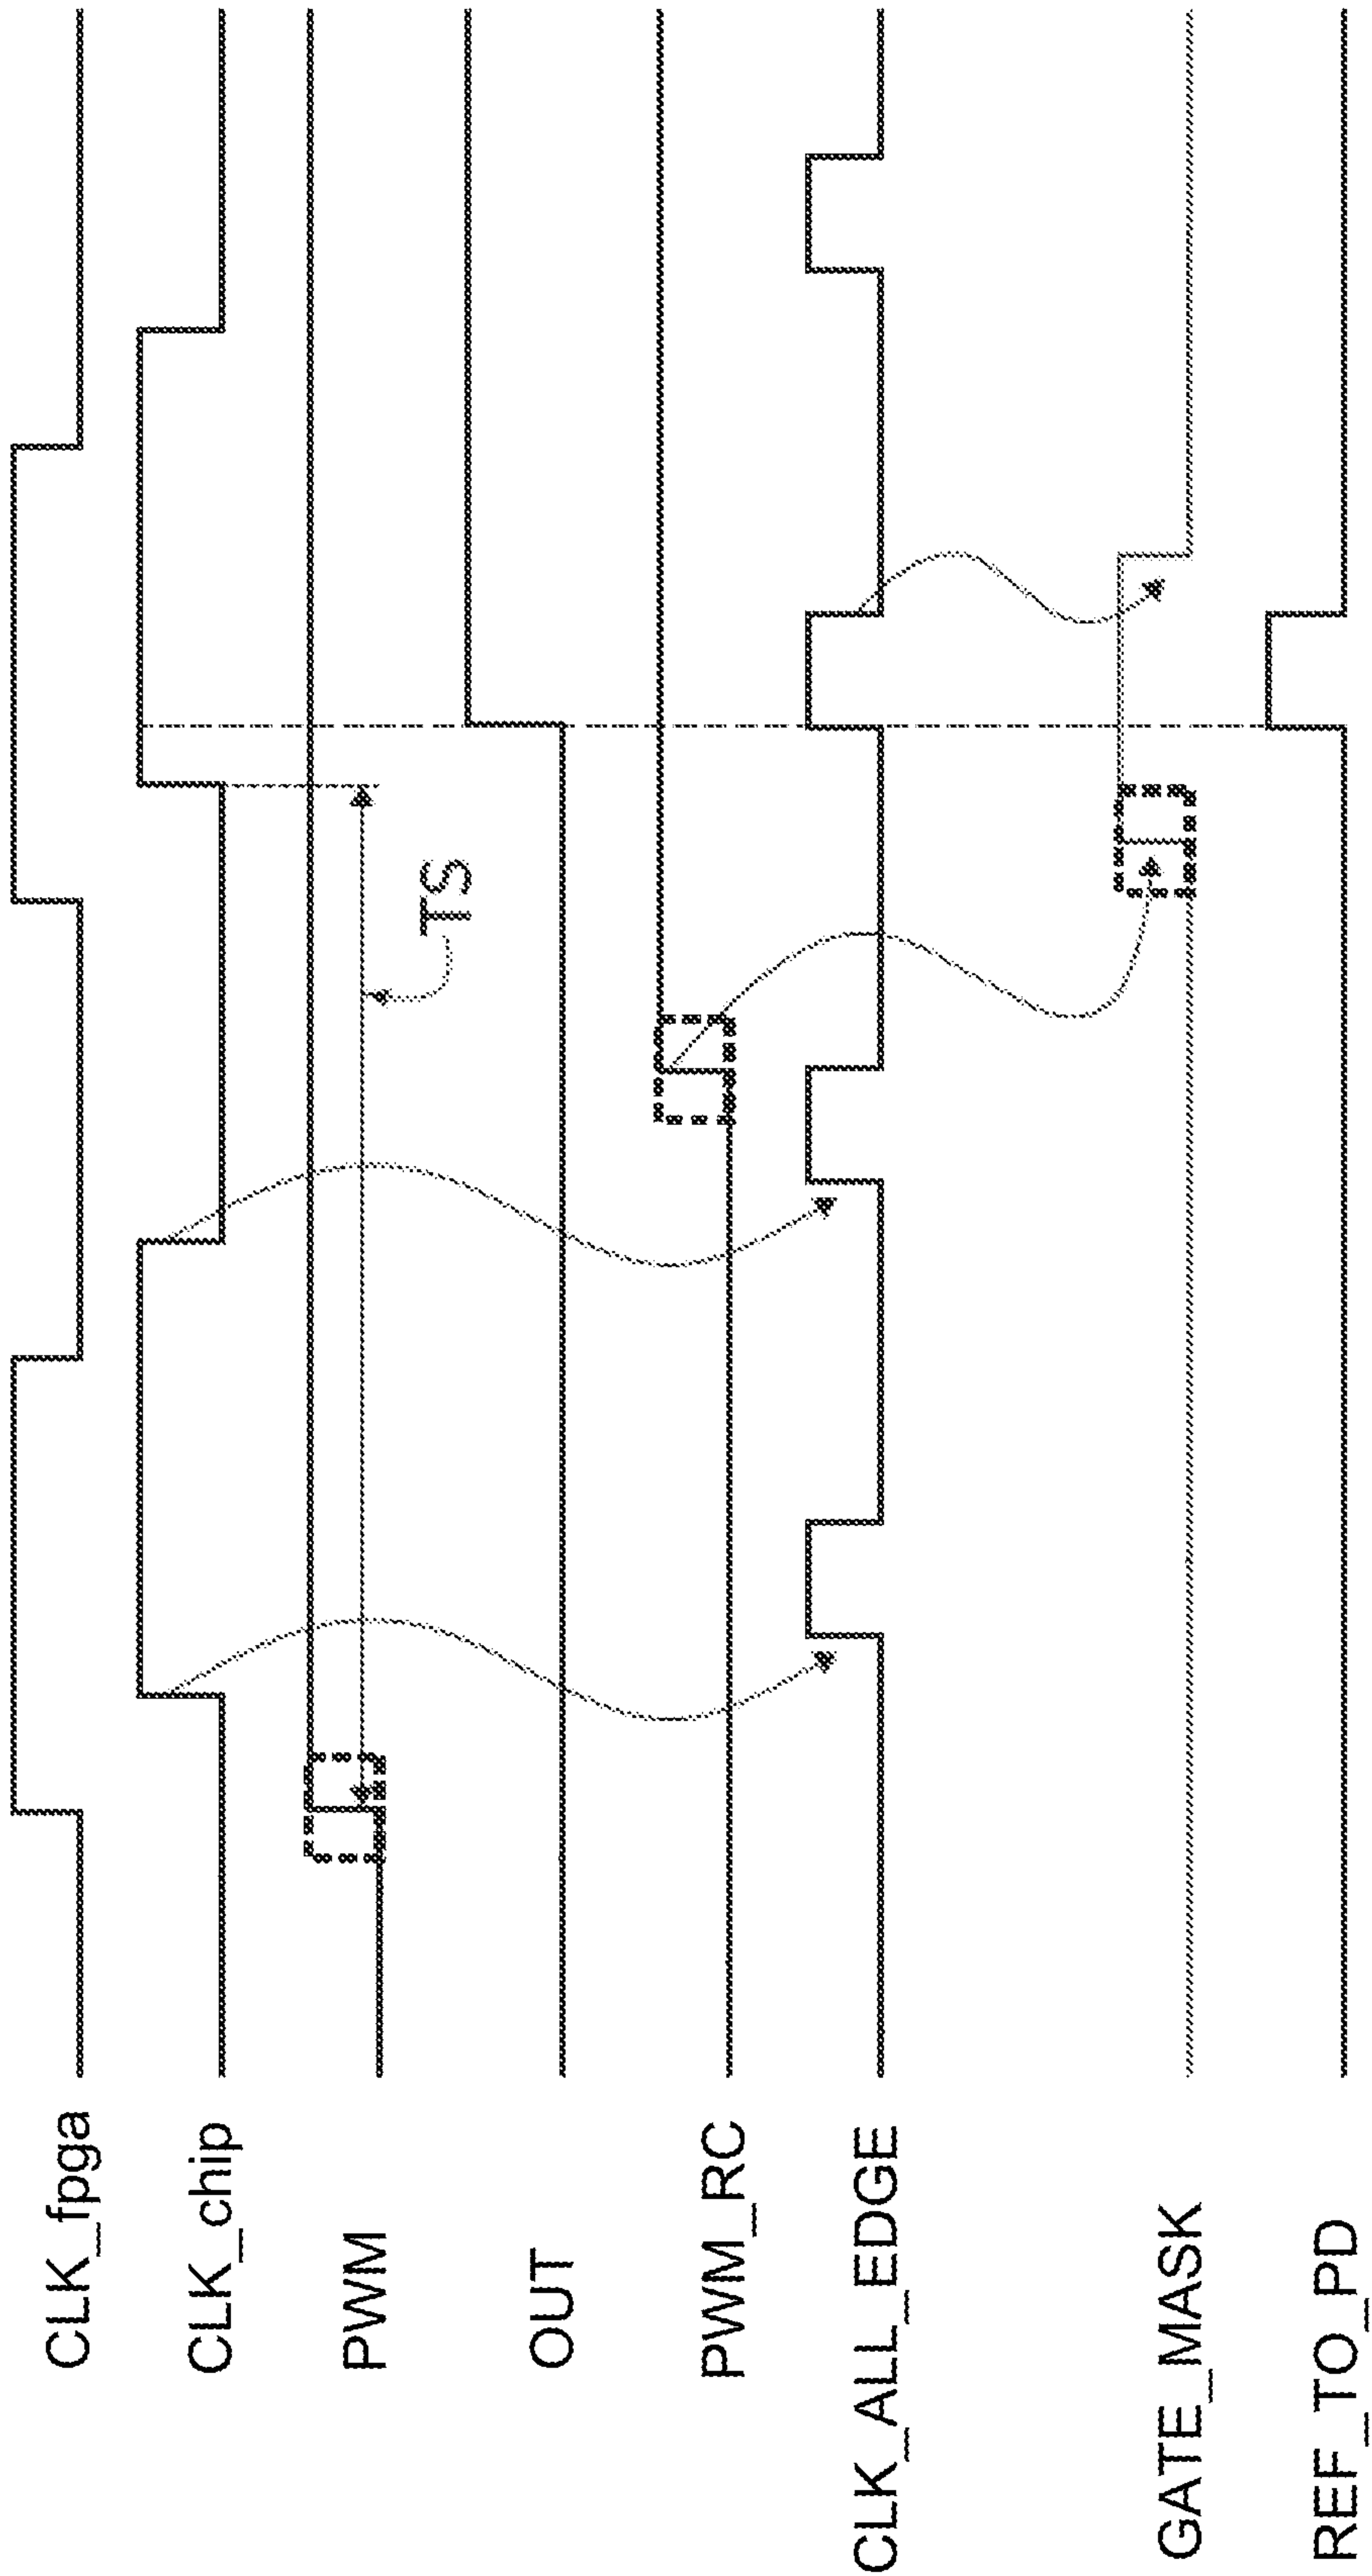 CLK_fpga
CLK_chip
PWM
TS
OUT
PWM_RC
CLK_ALL_EDGE
GATE_MASK
REF_TO_PD